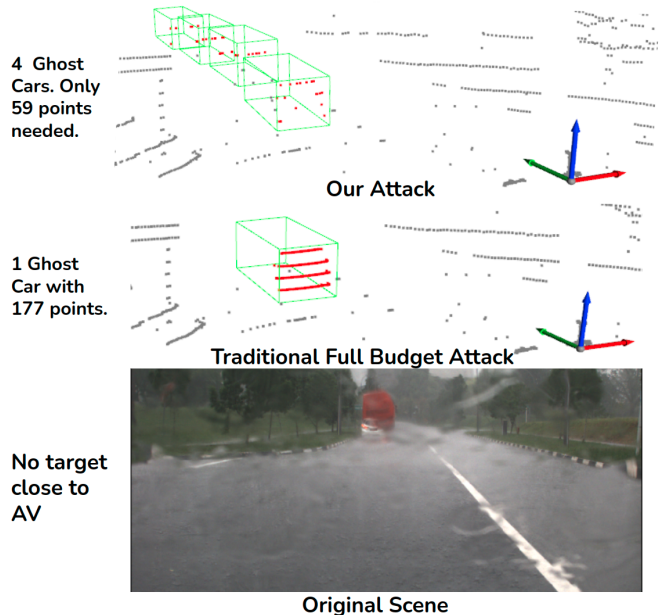 4 Ghost
Cars. Only
59 points
needed.
Our Attack
1 Ghost
Car with
177 points.
Traditional Full Budget Attack
No target
close to
AV
Original Scene